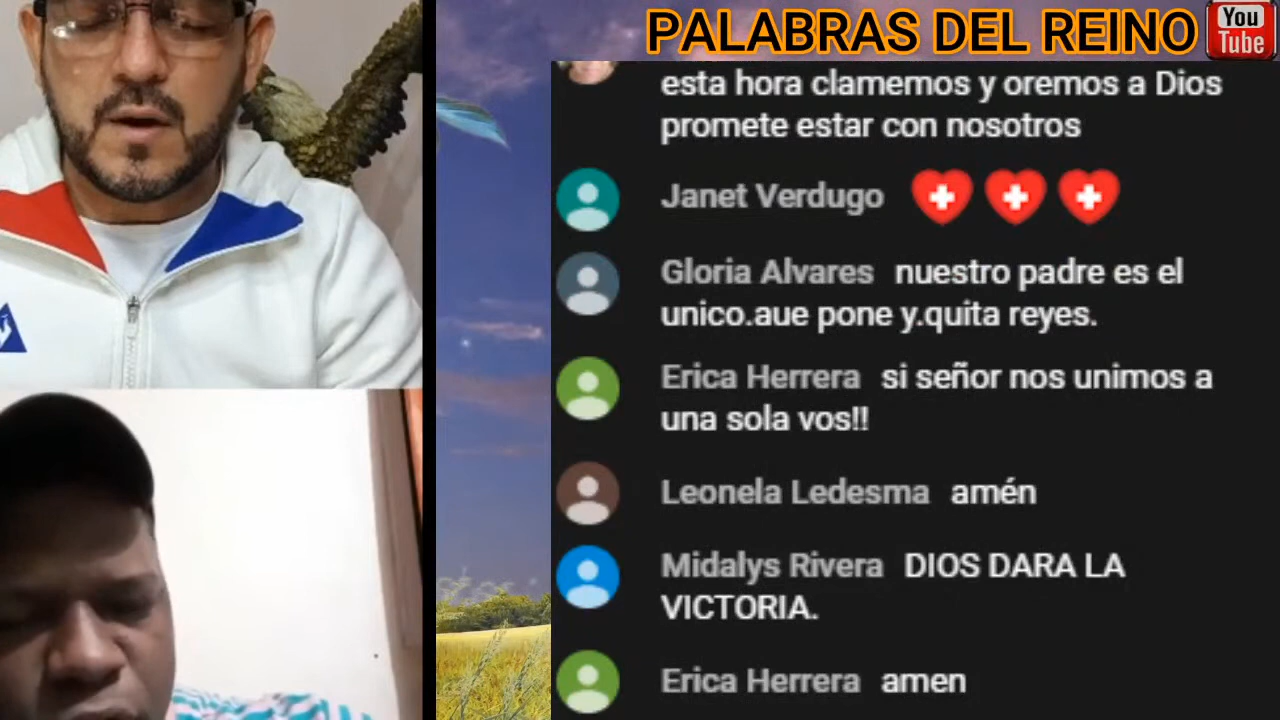 PALABRAS DEL REINO
You
Tube
esta hora clamemos y oremos a Dios
promete estar con nosotros
Janet Verdugo
Gloria Alvares nuestro padre es el
unico.aue pone y.quita reyes.
Erica Herrera si señor nos unimos a
una sola vos!!
Leonela Ledesma amén
Midalys Rivera DIOS DARA LA
VICTORIA.
Erica Herrera amen